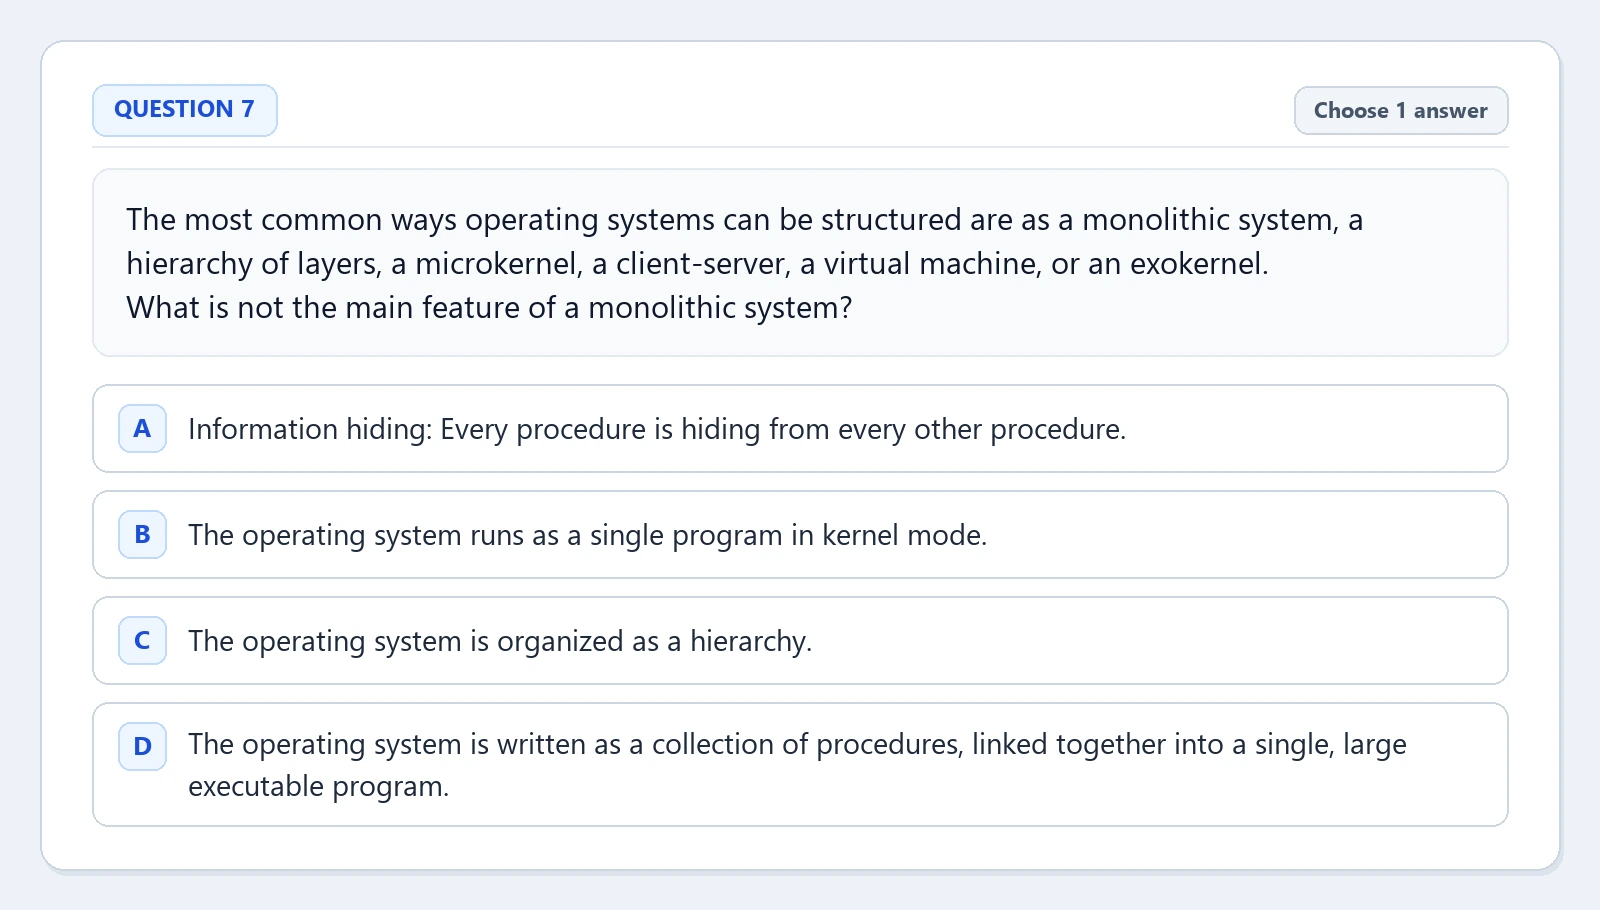 QUESTION 7
Choose 1 answer
The most common ways operating systems can be structured are as a monolithic system, a
hierarchy of layers, a microkernel, a client-server, a virtual machine, or an exokernel.
What is not the main feature of a monolithic system?
A Information hiding: Every procedure is hiding from every other procedure.
B The operating system runs as a single program in kernel mode.
C The operating system is organized as a hierarchy.
D The operating system is written as a collection of procedures, linked together into a single, large
executable program.